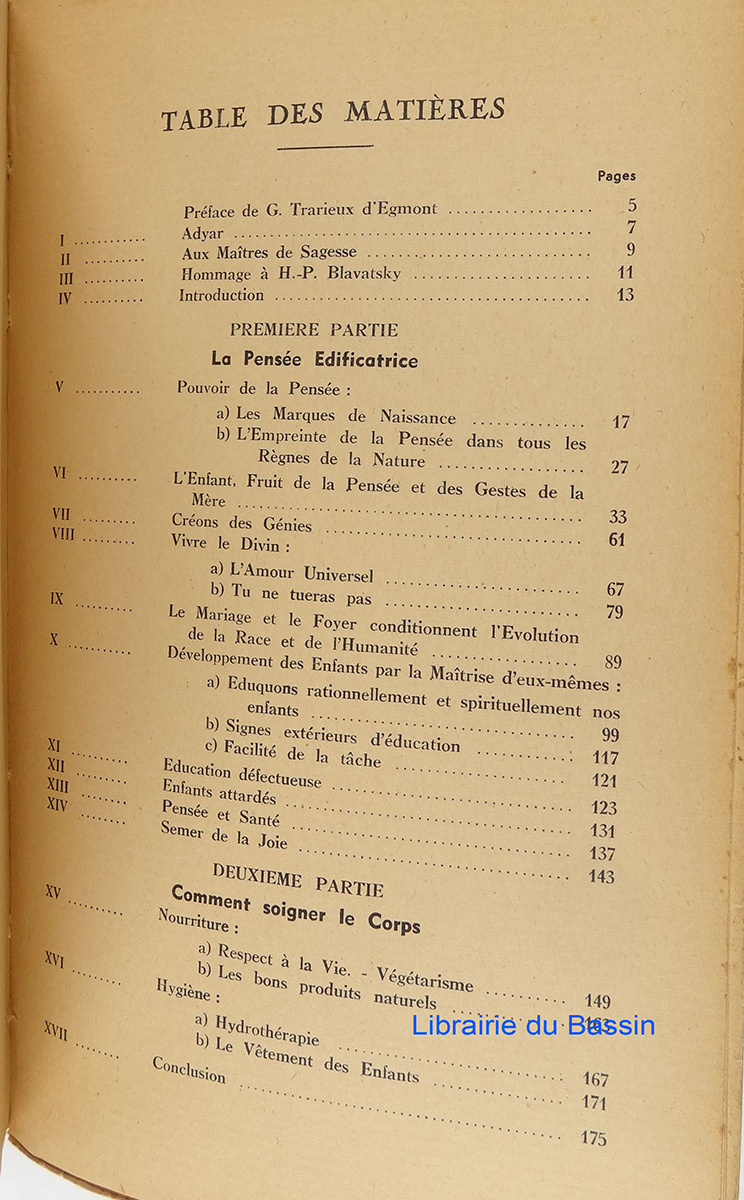 TABLE DES MATIÈRES
Pages
Préface de G. Trarieux d'Egmont .................. 5
I ............ Adyar ............................................. 7
II .......... Aux Maîtres de Sagesse ............................ 9
III .......... Hommage à H.-P. Blavatsky ...................... 11
IV .......... Introduction ........................................ 13
PREMIERE PARTIE
La Pensée Edificatrice
V ........... Pouvoir de la Pensée :
a) Les Marques de Naissance .............. 17
b) L'Empreinte de la Pensée dans tous les
Règnes de la Nature .................. 27
VI .......... L'Enfant, Fruit de la Pensée et des Gestes de la
Mère ........................................... 33
VII ......... Créons des Génies ................................ 61
VIII ......... Vivre le Divin :
a) L'Amour Universel ........................ 67
b) Tu ne tueras pas ........................ 79
IX .......... Le Mariage et le Foyer conditionnent l'Evolution
de la Race et de l'Humanité .................. 89
X ........... Développement des Enfants par la Maîtrise d'eux-mêmes :
a) Eduquons rationnellement et spirituellement nos
enfants .............................. 99
b) Signes extérieurs d'éducation ............ 117
c) Facilité de la tâche ..................... 121
XI .......... Education défectueuse ............................. 123
XII ......... Enfants attardés ................................. 131
XIII ......... Pensée et Santé ................................. 137
XIV ......... Semer de la Joie ................................. 143
DEUXIEME PARTIE
Comment soigner le Corps
XV .......... Nourriture :
a) Respect à la Vie. - Végétarisme .......... 149
b) Les bons produits naturels ..............
XVI ......... Hygiène :
a) Hydrothérapie ........................... 167
b) Le Vêtement des Enfants ................ 171
XVII ........ Conclusion ........................................ 175
Librairie du Bassin